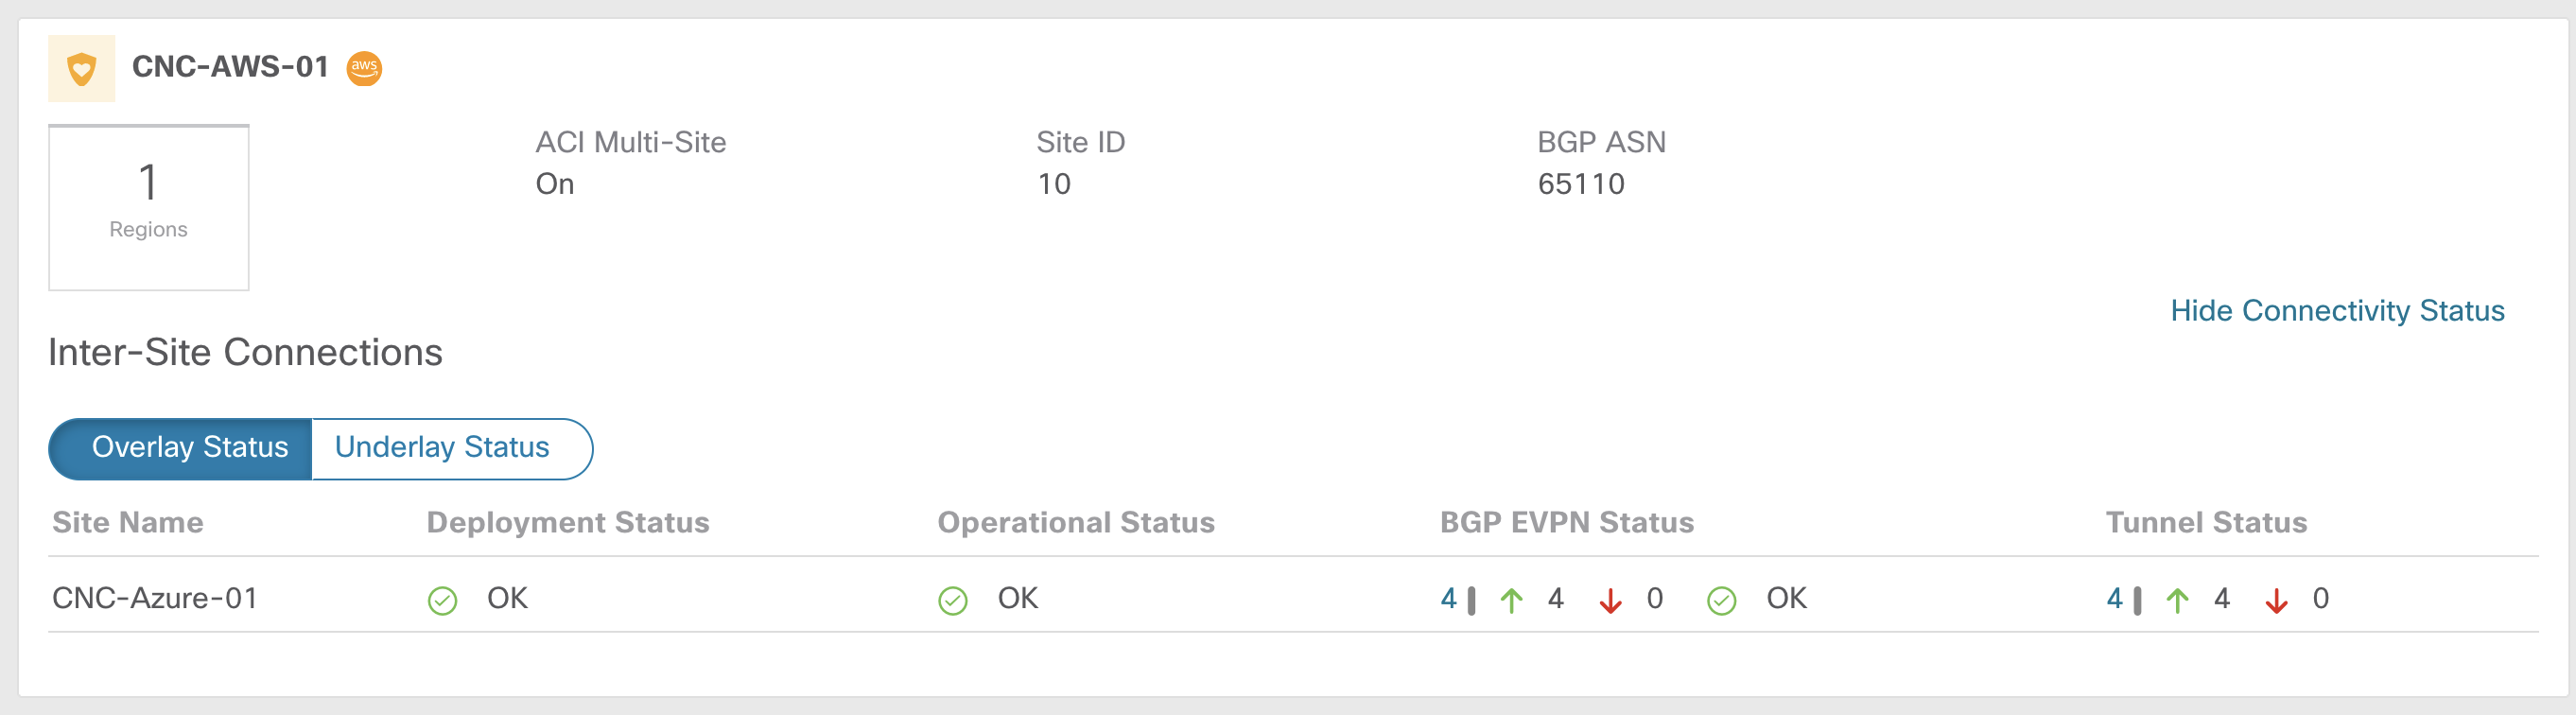 CNC-AWS-01 aws
ACI Multi-Site Site ID BGP ASN
1 On 10 65110
Regions
Hide Connectivity Status
Inter-Site Connections
Overlay Status Underlay Status
Site Name Deployment Status Operational Status BGP EVPN Status Tunnel Status
CNC-Azure-01 OK OK 4 4 0 OK 4 4 0